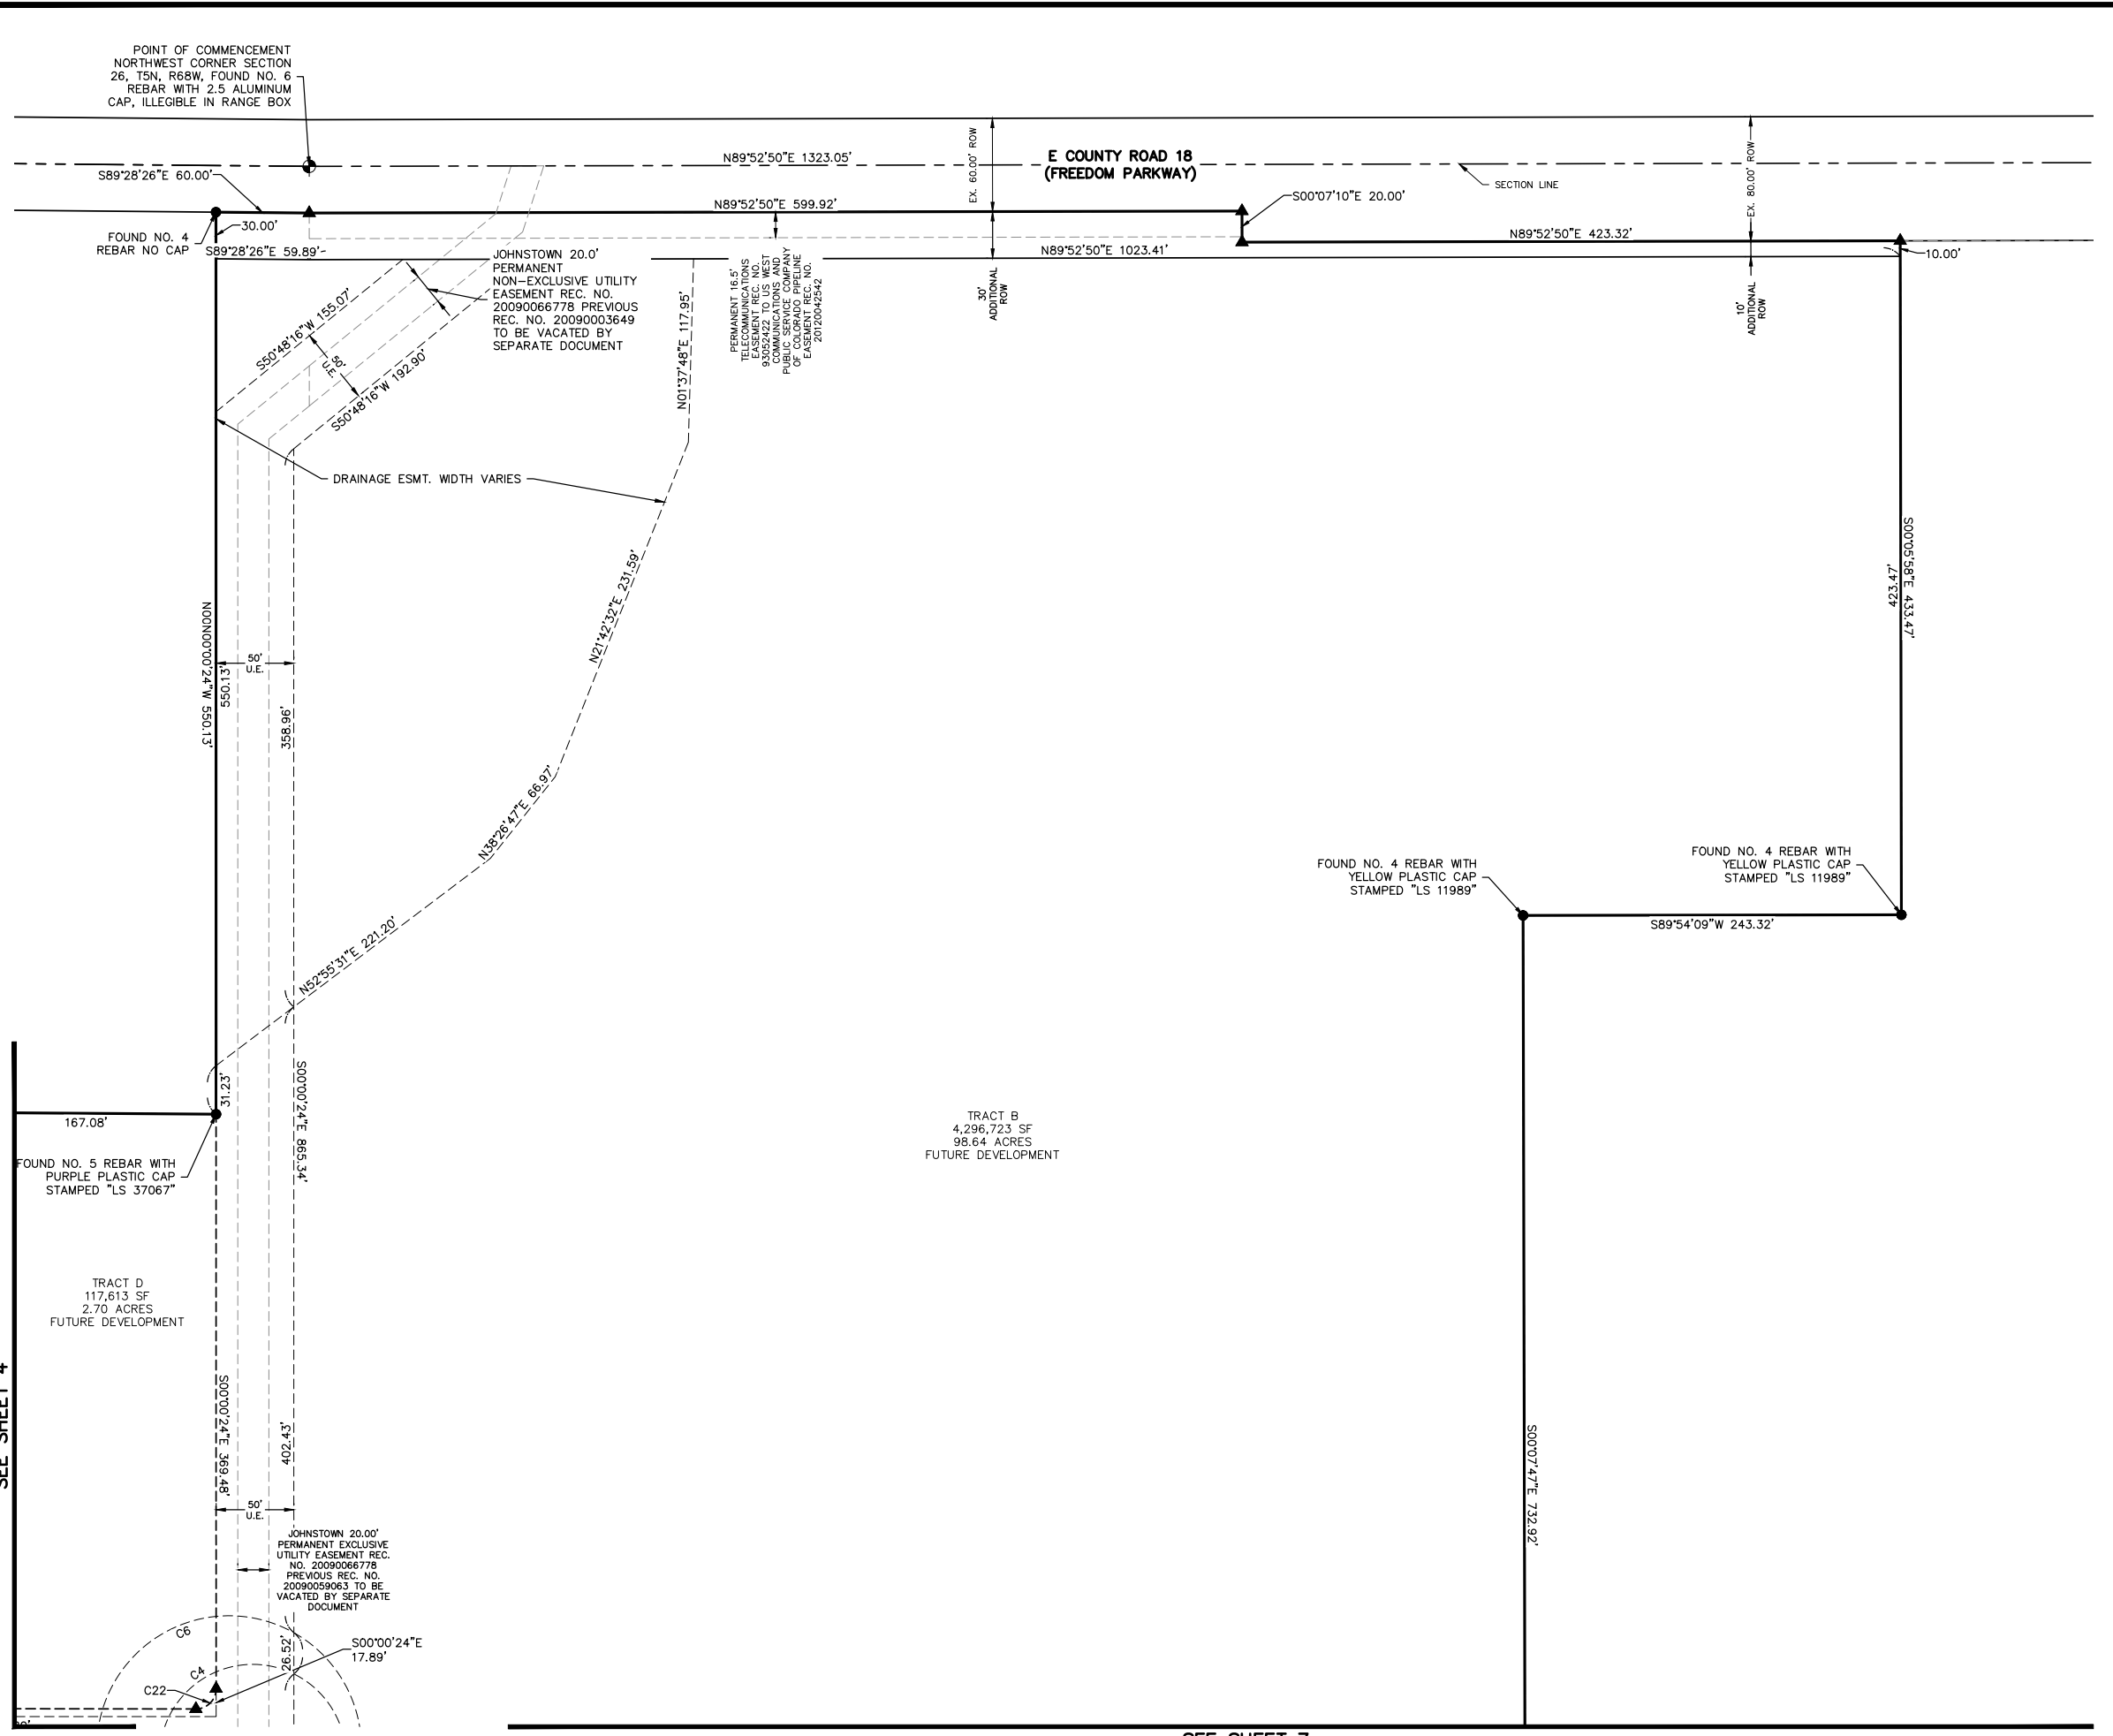 POINT OF COMMENCEMENT
NORTHWEST CORNER SECTION
26, T5N, R68W, FOUND NO. 6
REBAR WITH 2.5 ALUMINUM
CAP, ILLEGIBLE IN RANGE BOX
S89°28'26"E 60.00'
N89°52'50"E 1323.05'
EX. 60.00' ROW
E COUNTY ROAD 18
(FREEDOM PARKWAY)
SECTION LINE
EX. 80.00' ROW
N89°52'50"E 599.92'
S00°07'10"E 20.00'
FOUND NO. 4
REBAR NO CAP
30.00'
S89°28'26"E 59.89'
N89°52'50"E 1023.41'
N89°52'50"E 423.32'
10.00'
JOHNSTOWN 20.0'
PERMANENT
NON-EXCLUSIVE UTILITY
EASEMENT REC. NO.
20090066778 PREVIOUS
REC. NO. 20090003649
TO BE VACATED BY
SEPARATE DOCUMENT
PERMANENT 16.5'
TELECOMMUNICATIONS
EASEMENT REC. NO.
93052422 TO US WEST
COMMUNICATIONS AND
PUBLIC SERVICE COMPANY
OF COLORADO PIPELINE
EASEMENT REC. NO.
20120042542
30'
ADDITIONAL
ROW
10'
ADDITIONAL
ROW
S50°48'16"W 155.07'
50'
U.E.
S50°48'16"W 192.90'
N01°37'48"E 117.95'
DRAINAGE ESMT. WIDTH VARIES
N21°42'32"E 231.59'
S00°05'58"E 433.47'
423.47'
N00N00°00'24"W 550.13'
550.13'
50'
U.E.
358.96'
N38°26'47"E 66.97'
FOUND NO. 4 REBAR WITH
YELLOW PLASTIC CAP
STAMPED "LS 11989"
FOUND NO. 4 REBAR WITH
YELLOW PLASTIC CAP
STAMPED "LS 11989"
S89°54'09"W 243.32'
N52°55'31"E 221.20'
31.23'
S00°00'24"E 865.34'
167.08'
FOUND NO. 5 REBAR WITH
PURPLE PLASTIC CAP
STAMPED "LS 37067"
TRACT B
4,296,723 SF
98.64 ACRES
FUTURE DEVELOPMENT
TRACT D
117,613 SF
2.70 ACRES
FUTURE DEVELOPMENT
SEE SHEET 4
S00°00'24"E 369.48'
402.43'
S00°07'47"E 732.92'
50'
U.E.
JOHNSTOWN 20.00'
PERMANENT EXCLUSIVE
UTILITY EASEMENT REC.
NO. 20090066778
PREVIOUS REC. NO.
20090059063 TO BE
VACATED BY SEPARATE
DOCUMENT
C6
26.52'
S00°00'24"E
17.89'
C4
C22
SEE SHEET 7